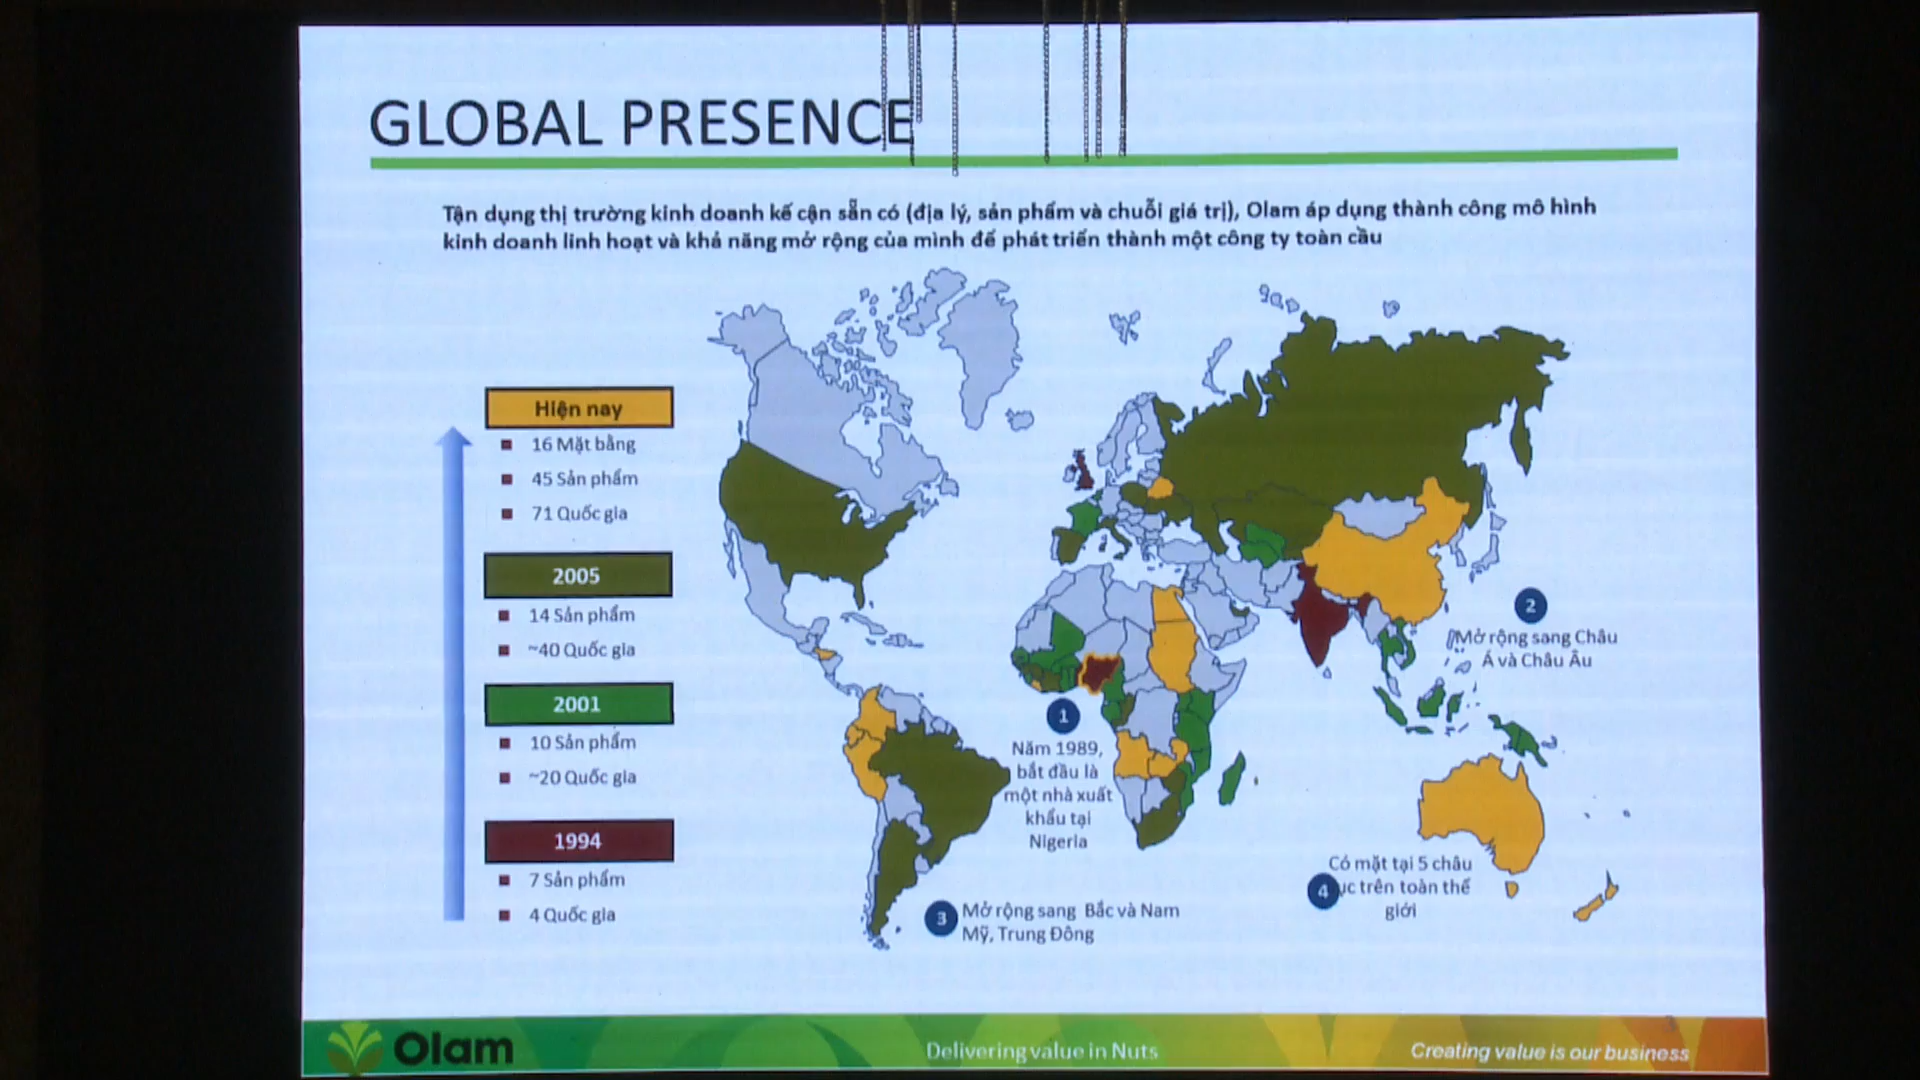 GLOBAL PRESENCE
Tận dụng thị trường kinh doanh kế cận sẵn có (địa lý, sản phẩm và chuỗi giá trị), Olam áp dụng thành công mô hình
kinh doanh linh hoạt và khả năng mở rộng của mình để phát triển thành một công ty toàn cầu
Hiện nay
16 Mặt bằng
45 Sản phẩm
71 Quốc gia
2005
14 Sản phẩm
~40 Quốc gia
2001
10 Sản phẩm
~20 Quốc gia
1994
7 Sản phẩm
4 Quốc gia
1
Năm 1989,
bắt đầu là
một nhà xuất
khẩu tại
Nigeria
2
Mở rộng sang Châu
Á và Châu Âu
3
Mở rộng sang Bắc và Nam
Mỹ, Trung Đông
4
Có mặt tại 5 châu
ục trên toàn thế
giới
Olam
Delivering value in Nuts
Creating value is our business